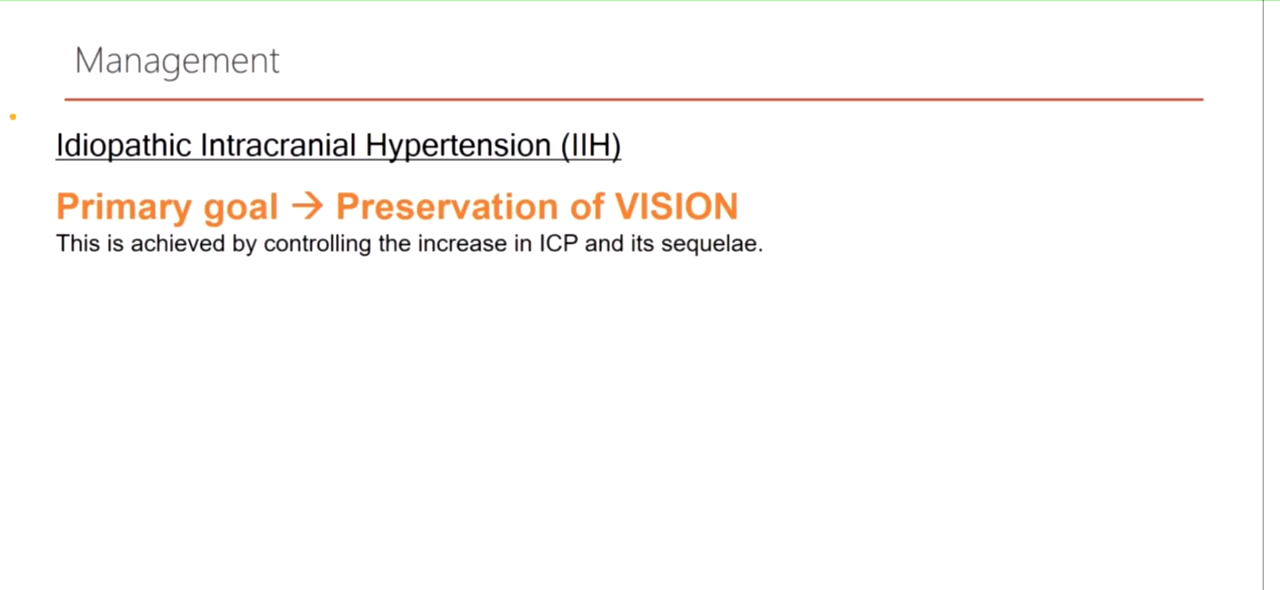 Management
Idiopathic Intracranial Hypertension (IIH)
Primary goal → Preservation of VISION
This is achieved by controlling the increase in ICP and its sequelae.